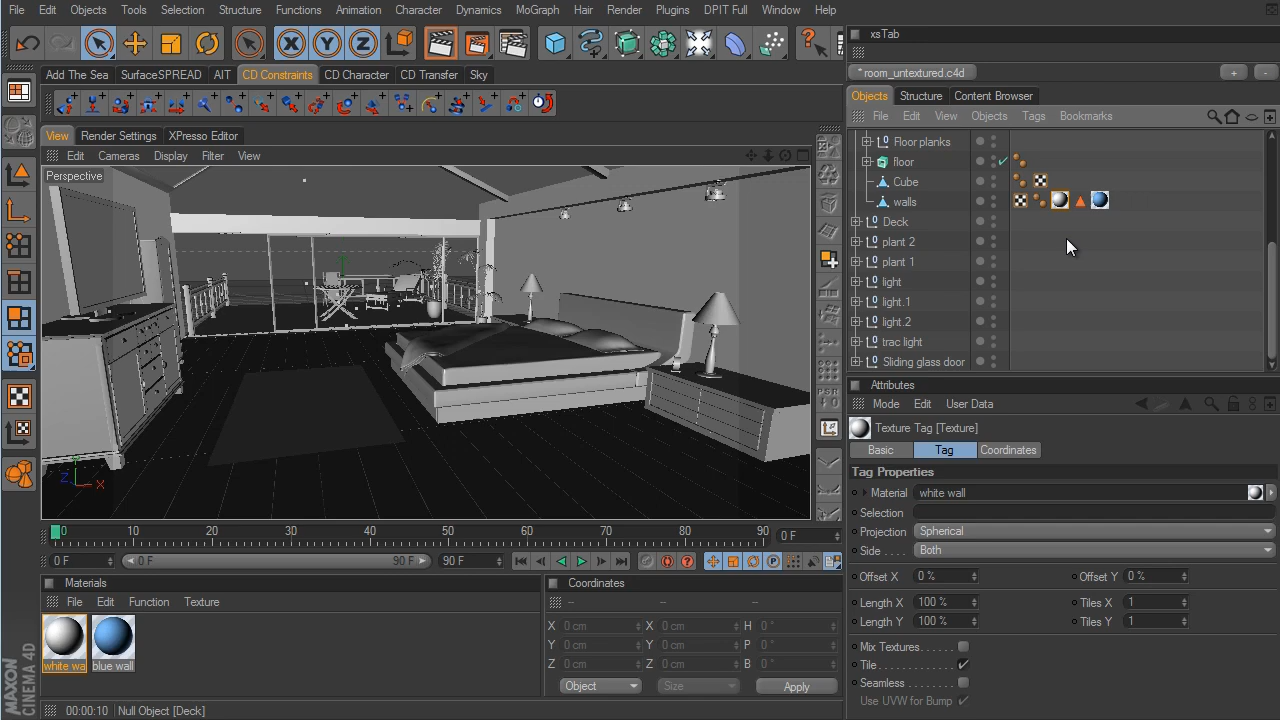 File Edit Objects Tools Selection Structure Functions Animation Character Dynamics MoGraph Hair Render Plugins DPIT Full Window Help
xsTab
* room_untextured.c4d
+ -
Add The Sea SurfaceSPREAD AIT CD Constraints CD Character CD Transfer Sky
Objects Structure Content Browser
File Edit View Objects Tags Bookmarks
View Render Settings XPresso Editor
Edit Cameras Display Filter View
Perspective
Floor planks
floor
Cube
walls
Deck
plant 2
plant 1
light
light.1
light.2
trac light
Sliding glass door
Attributes
Mode Edit User Data
Texture Tag [Texture]
Basic Tag Coordinates
Tag Properties
Material white wall
Selection
Projection Spherical
Side . . . . Both
Offset X 0 % Offset Y 0 %
Length X 100 % Tiles X 1
Length Y 100 % Tiles Y 1
Mix Textures . . . . . .
Tile . . . . . . . . . . . . .
Seamless . . . . . . . .
Use UVW for Bump
X Y Z
PSR
Z X
0 10 20 30 40 50 60 70 80 90 0 F
0 F 0 F 90 F 90 F
Materials
File Edit Function Texture
white wa blue wall
Coordinates
-- -- --
X 0 cm X 0 cm H 0 °
Y 0 cm Y 0 cm P 0 °
Z 0 cm Z 0 cm B 0 °
Object Size Apply
MAXON
CINEMA 4D
00:00:10 Null Object [Deck]